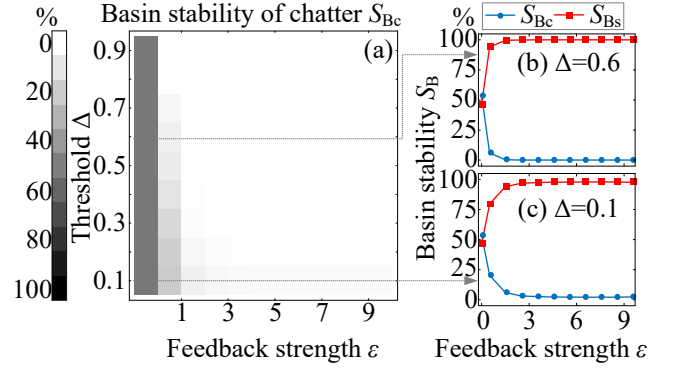 % Basin stability of chatter S_Bc
0
20
40
60
80
100
Threshold Δ
0.9
0.7
0.5
0.3
0.1
(a)
1 3 5 7 9
Feedback strength ε
% S_Bc S_Bs
Basin stability S_B
100
75
50
25
0
(b) Δ=0.6
100
75
50
25
0
(c) Δ=0.1
0 3 6 9
Feedback strength ε